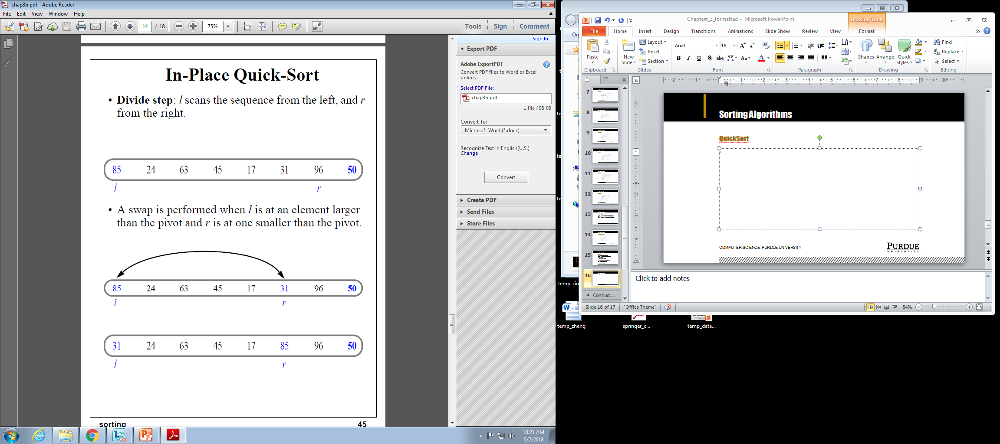 chap8b.pdf - Adobe Reader
File Edit View Window Help
14 / 18 75% Tools Sign Comment
In-Place Quick-Sort
• Divide step: l scans the sequence from the left, and r
from the right.
85 24 63 45 17 31 96 50
l r
• A swap is performed when l is at an element larger
than the pivot and r is at one smaller than the pivot.
85 24 63 45 17 31 96 50
l r
31 24 63 45 17 85 96 50
l r
sorting 45
Sign In
Export PDF
Adobe ExportPDF
Convert PDF files to Word or Excel
online.
Select PDF File:
chap8b.pdf
1 file / 98 KB
Convert To:
Microsoft Word (*.docx)
Recognize Text in English(U.S.)
Change
Convert
Create PDF
Send Files
Store Files
10:21 AM
5/7/2018
Chapter6_3_formatted - Microsoft PowerPoint
Drawing Tools
File Home Insert Design Transitions Animations Slide Show Review View Format
Paste
Clipboard
New
Slide
Layout
Reset
Section
Slides
Arial 18
B I U S abc AV Aa A
Font
Paragraph
Shapes Arrange Quick
Styles
Drawing
Find
Replace
Select
Editing
7
8
9
10
11
12
13
14
15
16
Concludi...
Sorting Algorithms
QuickSort
COMPUTER SCIENCE, PURDUE UNIVERSITY
PURDUE
UNIVERSITY
Click to add notes
Slide 16 of 17 "Office Theme" 54%
temp_xio
temp_zheng
springer_c...
temp_data...